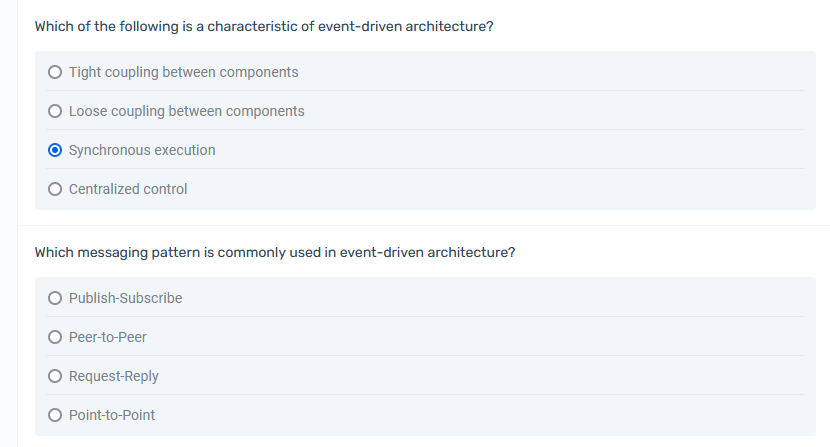 Which of the following is a characteristic of event-driven architecture?
Tight coupling between components
Loose coupling between components
Synchronous execution
Centralized control
Which messaging pattern is commonly used in event-driven architecture?
Publish-Subscribe
Peer-to-Peer
Request-Reply
Point-to-Point